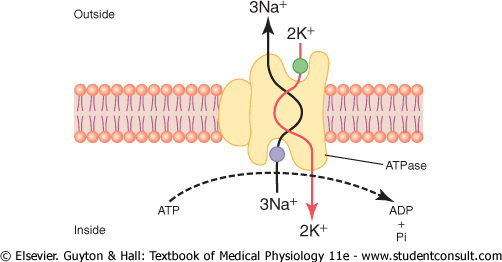 3Na+
Outside
2K+
ATPase
ATP
3Na+
ADP
+
Pi
Inside
2K+
© Elsevier. Guyton & Hall: Textbook of Medical Physiology 11e - www.studentconsult.com